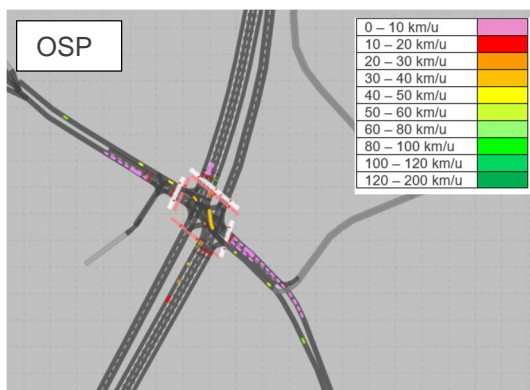 OSP
0 – 10 km/u
10 – 20 km/u
20 – 30 km/u
30 – 40 km/u
40 – 50 km/u
50 – 60 km/u
60 – 80 km/u
80 – 100 km/u
100 – 120 km/u
120 – 200 km/u